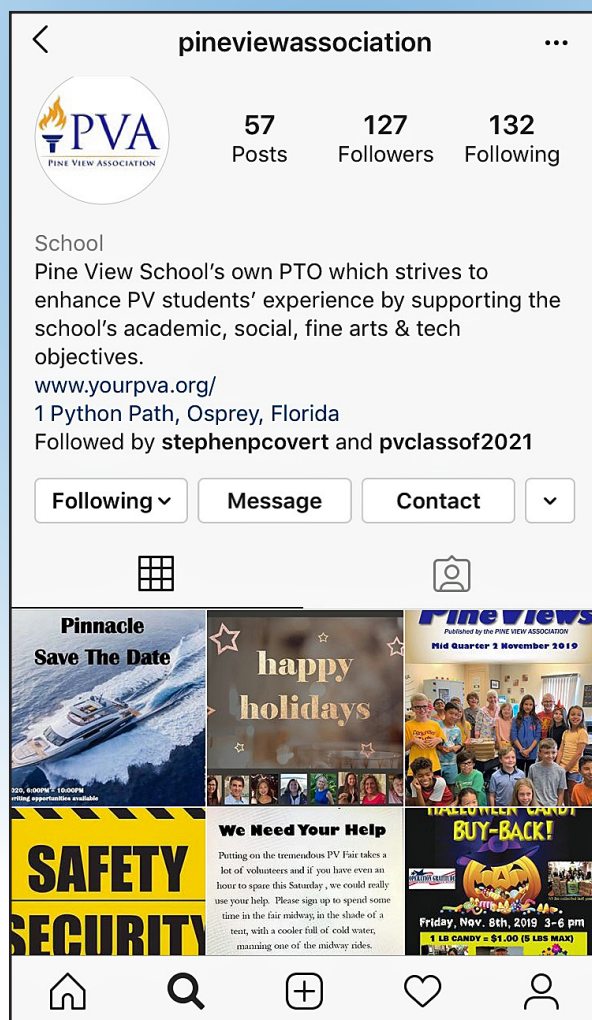 pineviewassociation
PVA
PINE VIEW ASSOCIATION
57
Posts
127
Followers
132
Following
School
Pine View School's own PTO which strives to
enhance PV students' experience by supporting the
school's academic, social, fine arts & tech
objectives.
www.yourpva.org/
1 Python Path, Osprey, Florida
Followed by stephenpcovert and pvclassof2021
Following
Message
Contact
Pinnacle
Save The Date
020, 6:00PM – 10:00PM
riting opportunities available
happy
holidays
Pine Views
Published by the PINE VIEW ASSOCIATION
Mid Quarter 2 November 2019
SAFETY
SECURITY
We Need Your Help
Putting on the tremendous PV Fair takes a
lot of volunteers and if you have even an
hour to spare this Saturday , we could really
use your help. Please sign up to spend some
time in the fair midway, in the shade of a
tent, with a cooler full of cold water,
manning one of the midway rides.
HALLOWEEN CANDY
BUY-BACK!
OPERATION GRATITUDE
Friday, Nov. 8th, 2019 3-6 pm
1 LB CANDY = $1.00 (5 LBS MAX)